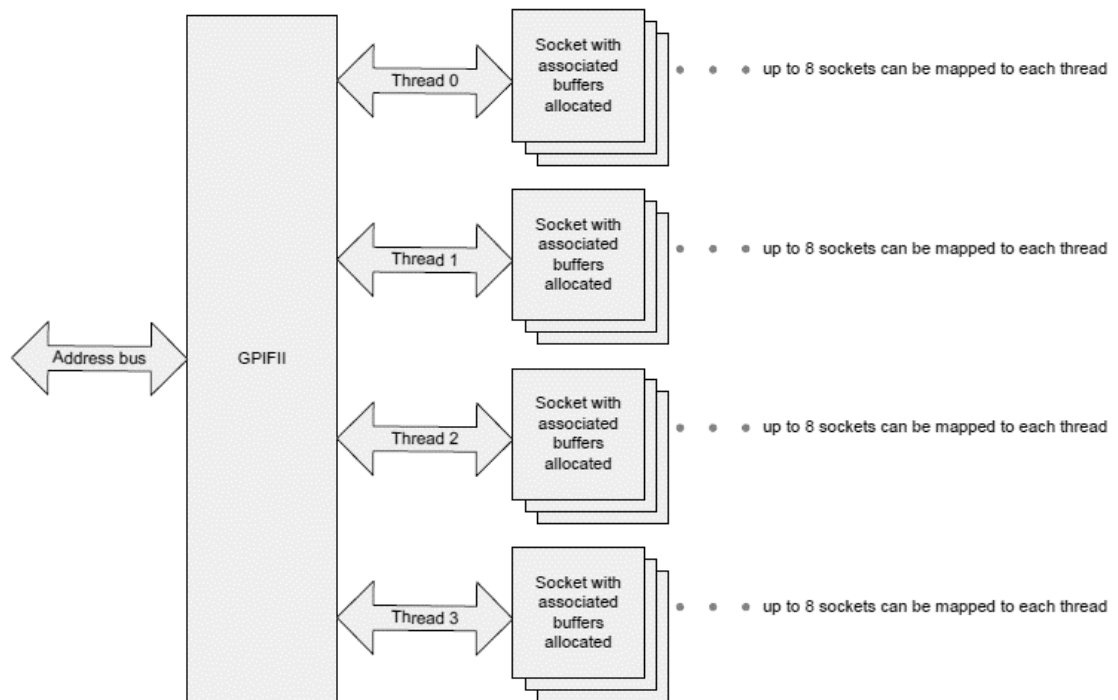 Socket with
associated
buffers
allocated
Thread 0
up to 8 sockets can be mapped to each thread
Socket with
associated
buffers
allocated
Thread 1
up to 8 sockets can be mapped to each thread
Address bus
GPIFII
Socket with
associated
buffers
allocated
Thread 2
up to 8 sockets can be mapped to each thread
Socket with
associated
buffers
allocated
Thread 3
up to 8 sockets can be mapped to each thread